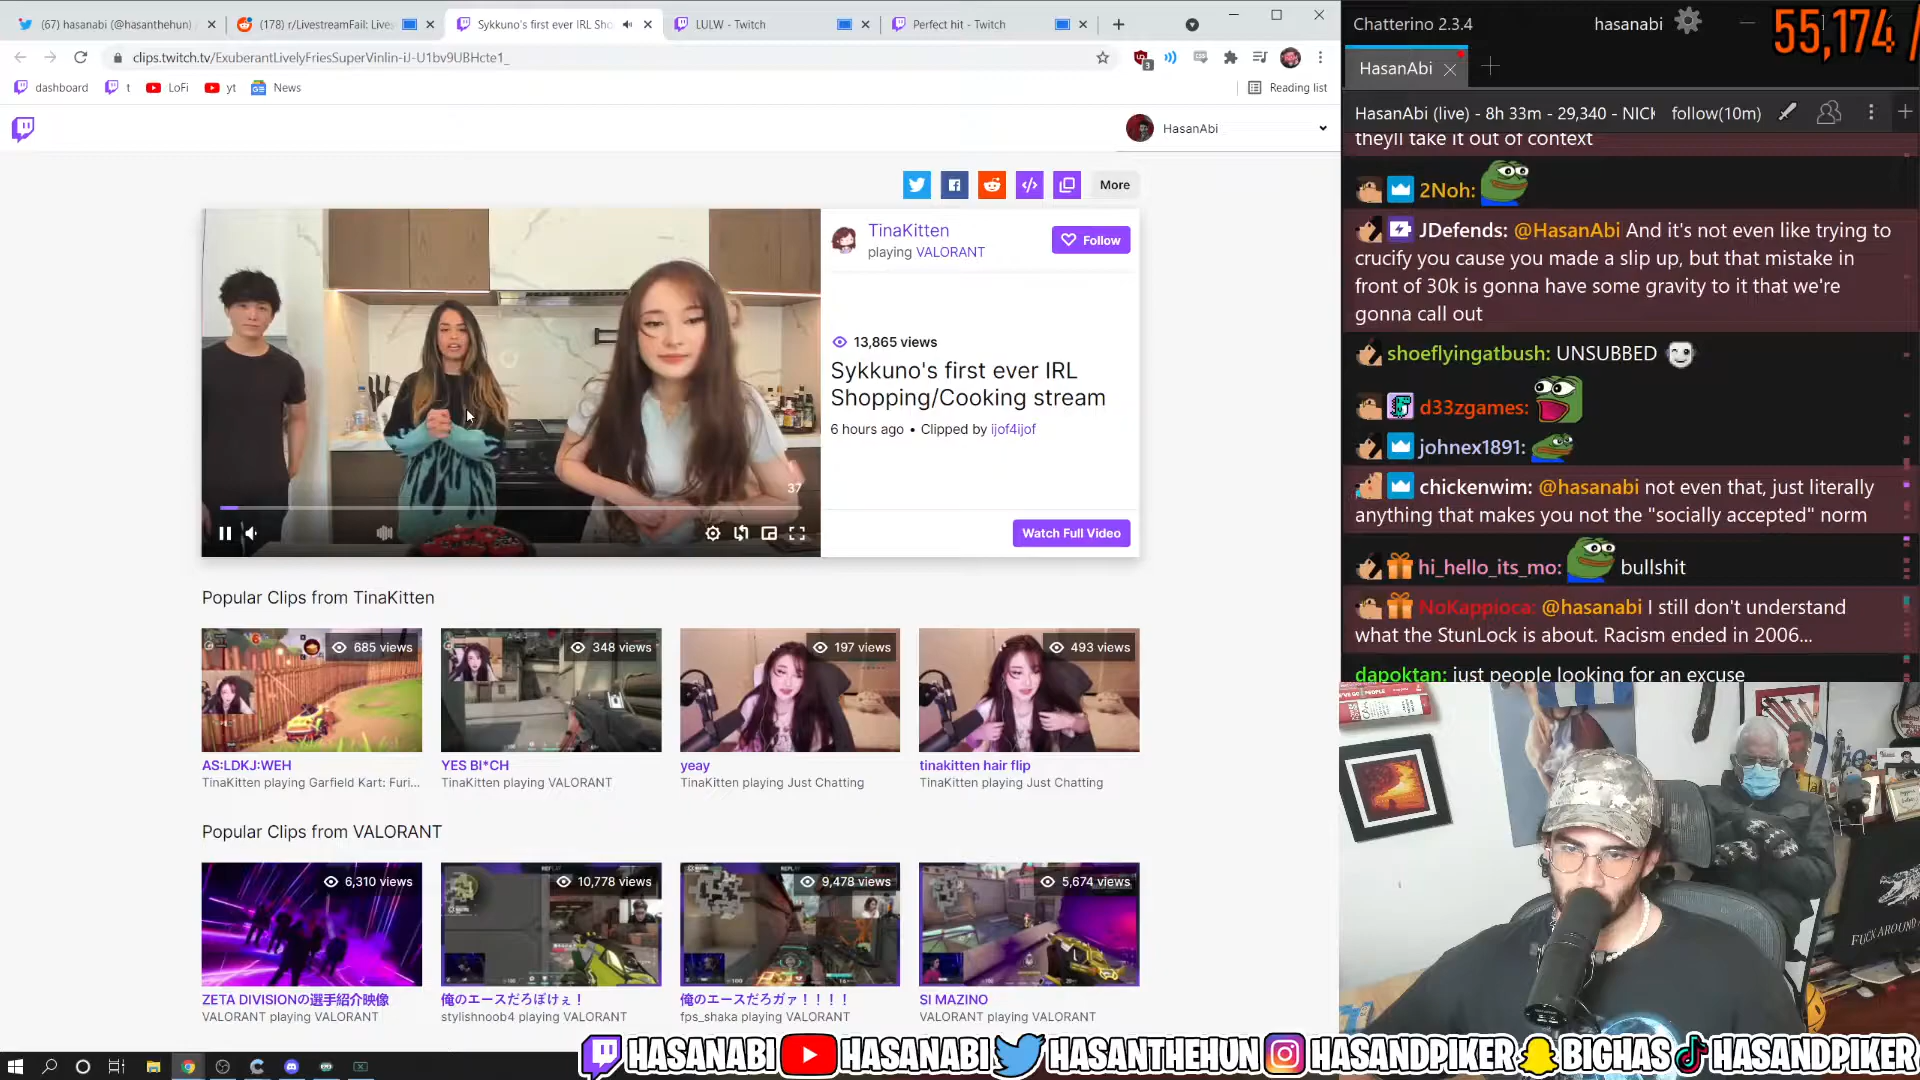 (67) hasanabi (@hasanthehun) /
(178) r/LivestreamFail: Live
Sykkuno's first ever IRL Sho
LULW - Twitch
Perfect hit - Twitch
clips.twitch.tv/ExuberantLivelyFriesSuperVinlin-iJ-U1bv9UBHcte1_
3
dashboard
t
LoFi
yt
News
Reading list
HasanAbi
More
TinaKitten
playing VALORANT
Follow
13,865 views
Sykkuno's first ever IRL
Shopping/Cooking stream
6 hours ago • Clipped by ijof4ijof
37
Watch Full Video
Popular Clips from TinaKitten
685 views
348 views
197 views
493 views
AS:LDKJ:WEH
YES BI*CH
yeay
tinakitten hair flip
TinaKitten playing Garfield Kart: Furi...
TinaKitten playing VALORANT
TinaKitten playing Just Chatting
TinaKitten playing Just Chatting
Popular Clips from VALORANT
6,310 views
10,778 views
9,478 views
5,674 views
ZETA DIVISIONの選手紹介映像
俺のエースだろぽけぇ！
俺のエースだろガァ！！！！
SI MAZINO
VALORANT playing VALORANT
stylishnoob4 playing VALORANT
fps_shaka playing VALORANT
VALORANT playing VALORANT
Chatterino 2.3.4
hasanabi
55,174 /
HasanAbi
HasanAbi (live) - 8h 33m - 29,340 - NICK
follow(10m)
theyll take it out of context
2Noh:
JDefends: @HasanAbi And it's not even like trying to
crucify you cause you made a slip up, but that mistake in
front of 30k is gonna have some gravity to it that we're
gonna call out
shoeflyingatbush: UNSUBBED
d33zgames:
johnex1891:
chickenwim: @hasanabi not even that, just literally
anything that makes you not the "socially accepted" norm
hi_hello_its_mo: bullshit
NoKappioca: @hasanabi I still don't understand
what the StunLock is about. Racism ended in 2006...
dapoktan: just people looking for an excuse
FUCK AROUND
HASANABI HASANABI HASANTHEHUN HASANDPIKER BIGHAS HASANDPIKER